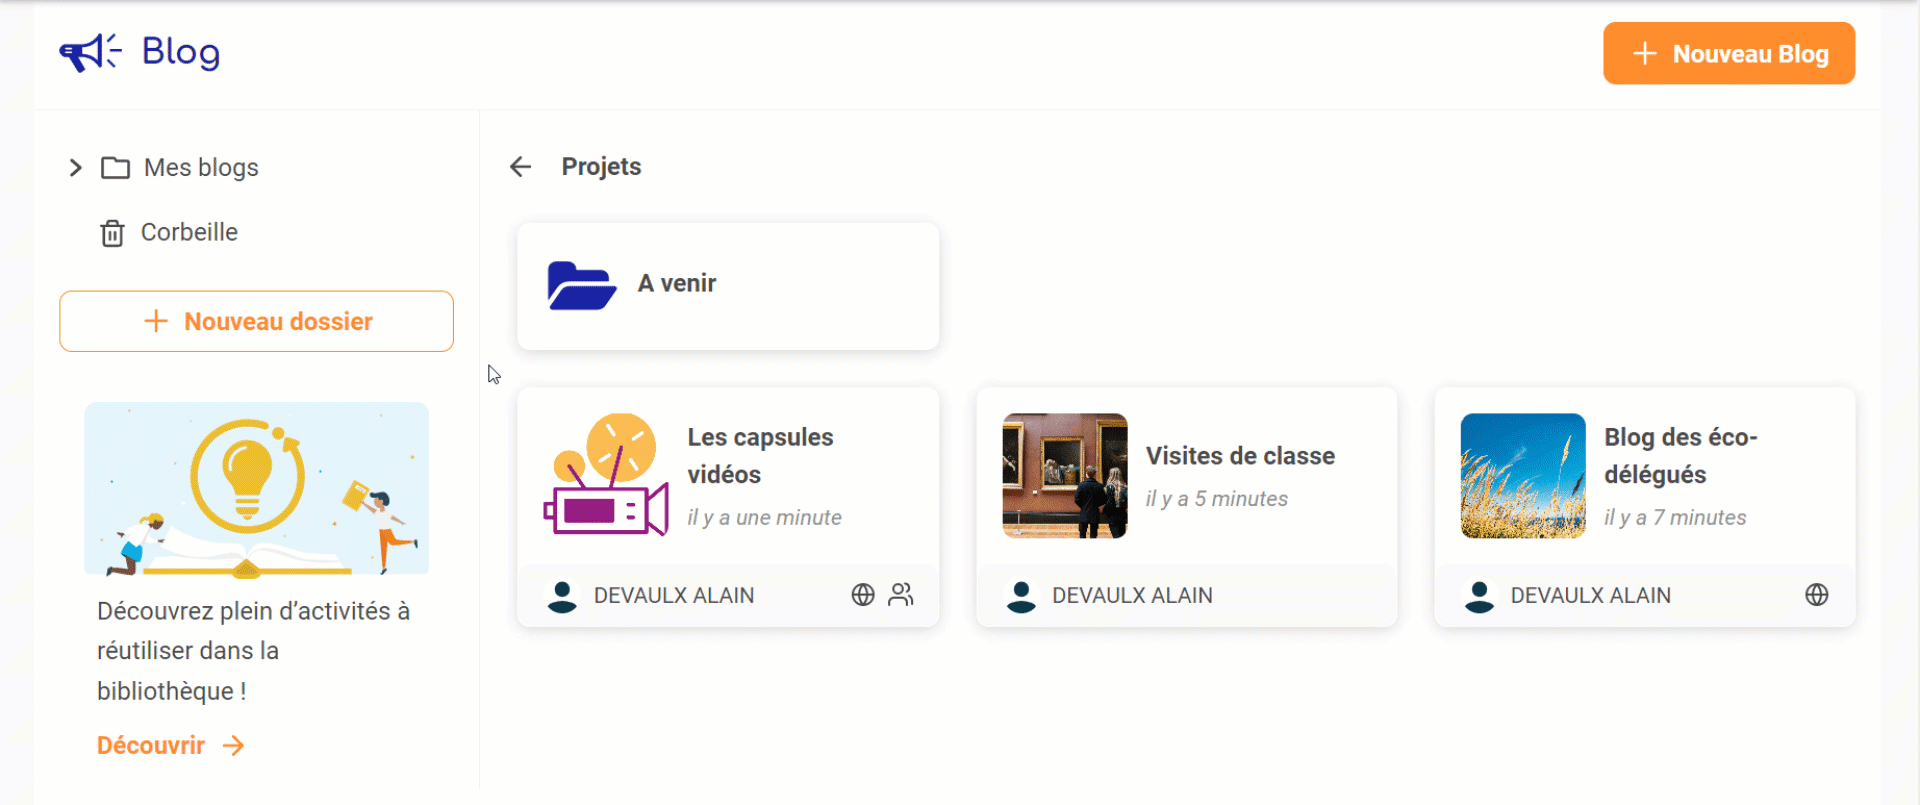 Blog
Nouveau Blog
Mes blogs
Corbeille
Nouveau dossier
Découvrez plein d’activités à
réutiliser dans la
bibliothèque !
Découvrir
Projets
A venir
Les capsules
vidéos
il y a une minute
DEVAULX ALAIN
Visites de classe
il y a 5 minutes
DEVAULX ALAIN
Blog des éco-
délégués
il y a 7 minutes
DEVAULX ALAIN